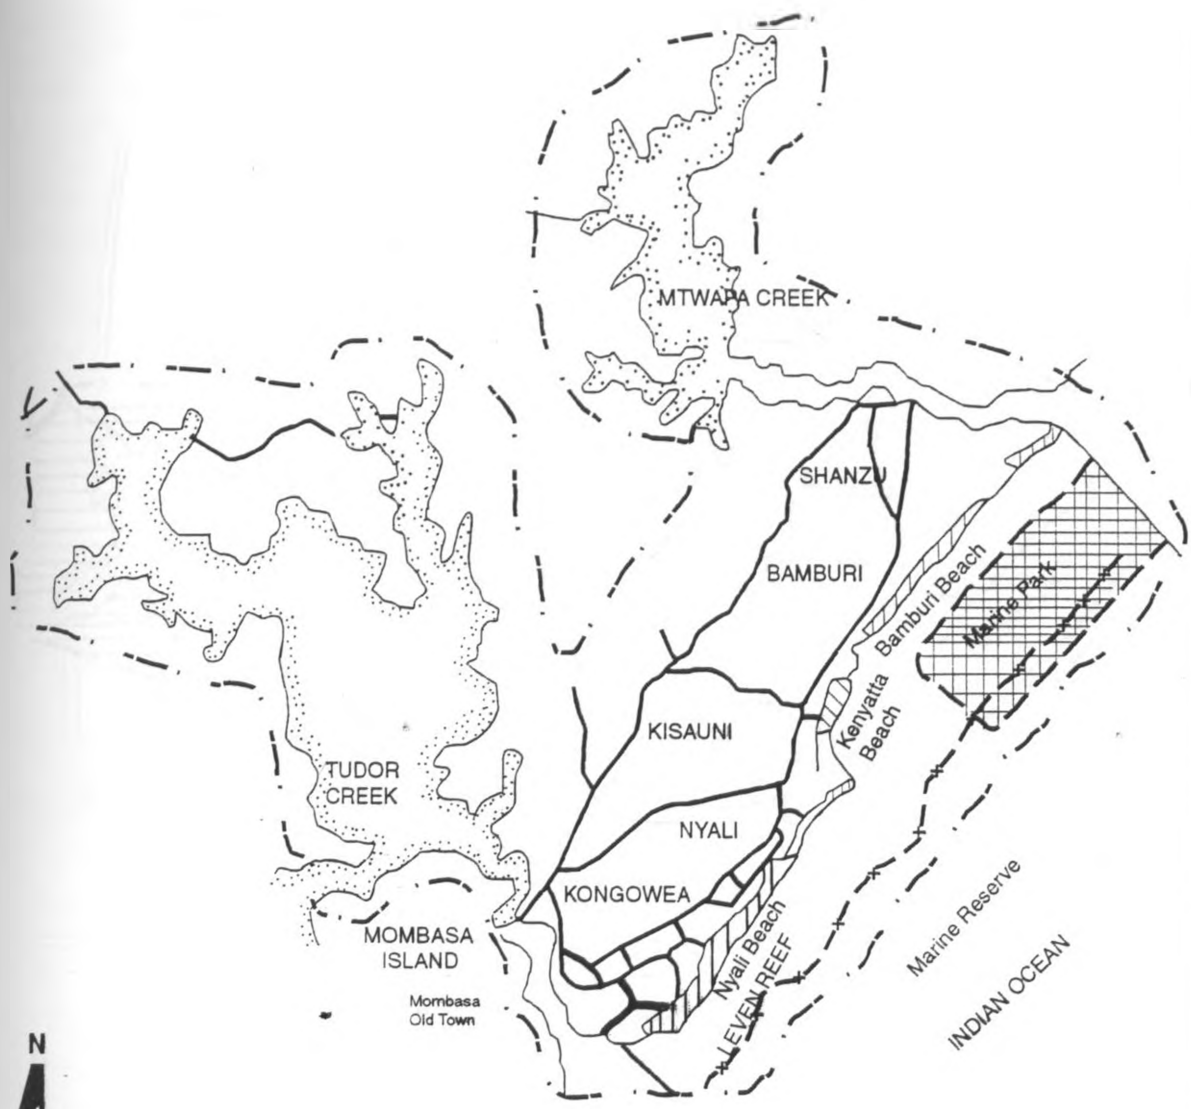 MTWAPA CREEK
SHANZU
BAMBURI
Bamburi Beach
Marine Park
Kenyatta
Beach
KISAUNI
TUDOR
CREEK
NYALI
KONGOWEA
MOMBASA
ISLAND
Mombasa
Old Town
Nyali Beach
LEVEN REEF
Marine Reserve
INDIAN OCEAN
N